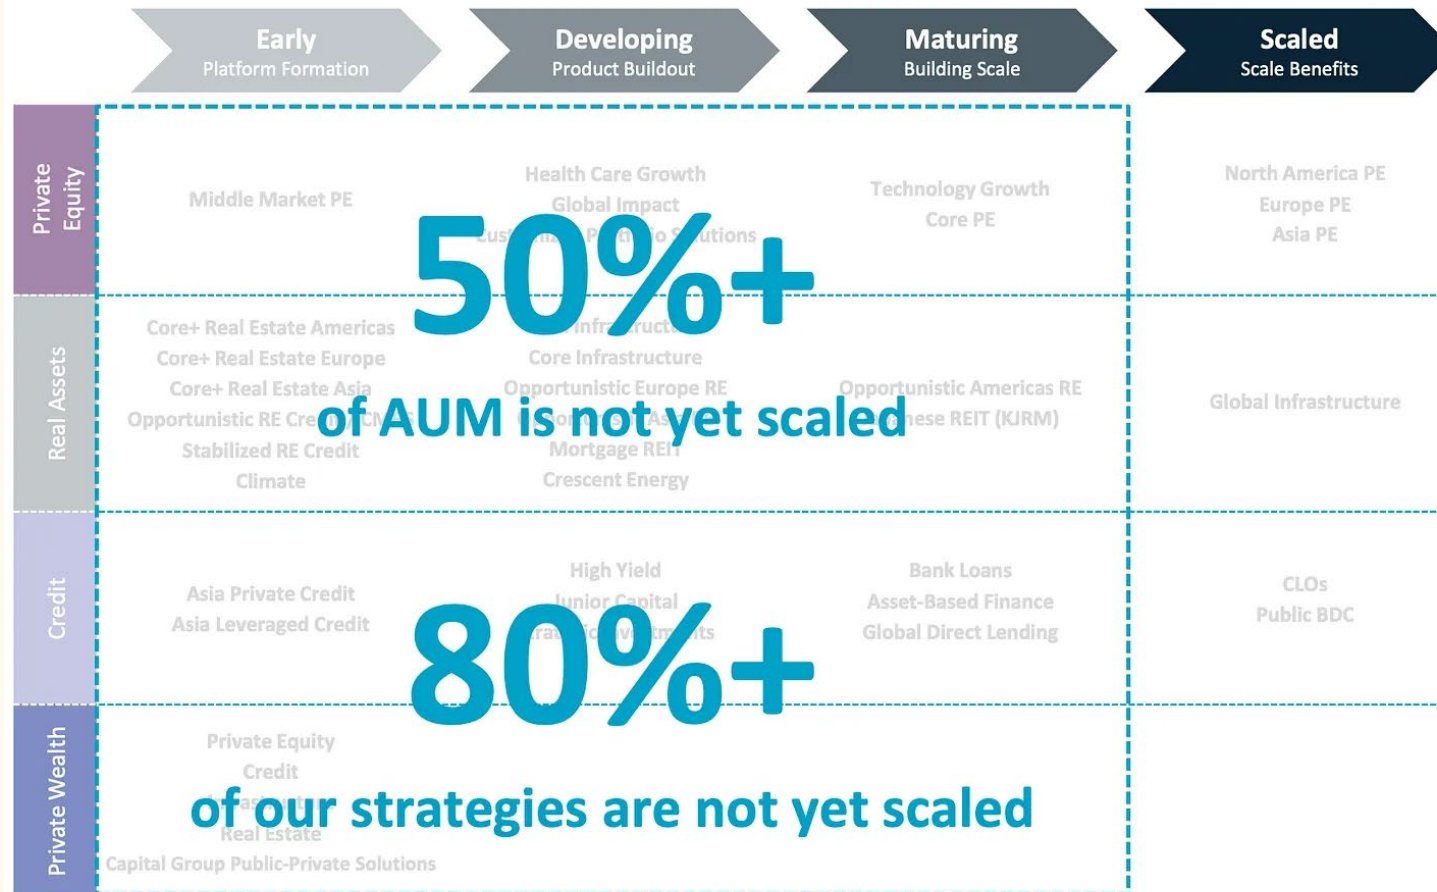 Early
Platform Formation
Developing
Product Buildout
Maturing
Building Scale
Scaled
Scale Benefits
Private
Equity
Middle Market PE
Health Care Growth
Global Impact
Technology Growth
Core PE
North America PE
Europe PE
Asia PE
50%+
of AUM is not yet scaled
Real Assets
Core+ Real Estate Americas
Core+ Real Estate Europe
Core+ Real Estate Asia
Opportunistic RE
Stabilized RE Credit
Climate
Core Infrastructure
Opportunistic Europe RE
Mortgage REIT
Crescent Energy
Opportunistic Americas RE
REIT (KJRM)
Global Infrastructure
Credit
Asia Private Credit
Asia Leveraged Credit
High Yield
Junior Capital
Bank Loans
Asset-Based Finance
Global Direct Lending
CLOs
Public BDC
80%+
of our strategies are not yet scaled
Private Wealth
Private Equity
Credit
Real Estate
Capital Group Public-Private Solutions